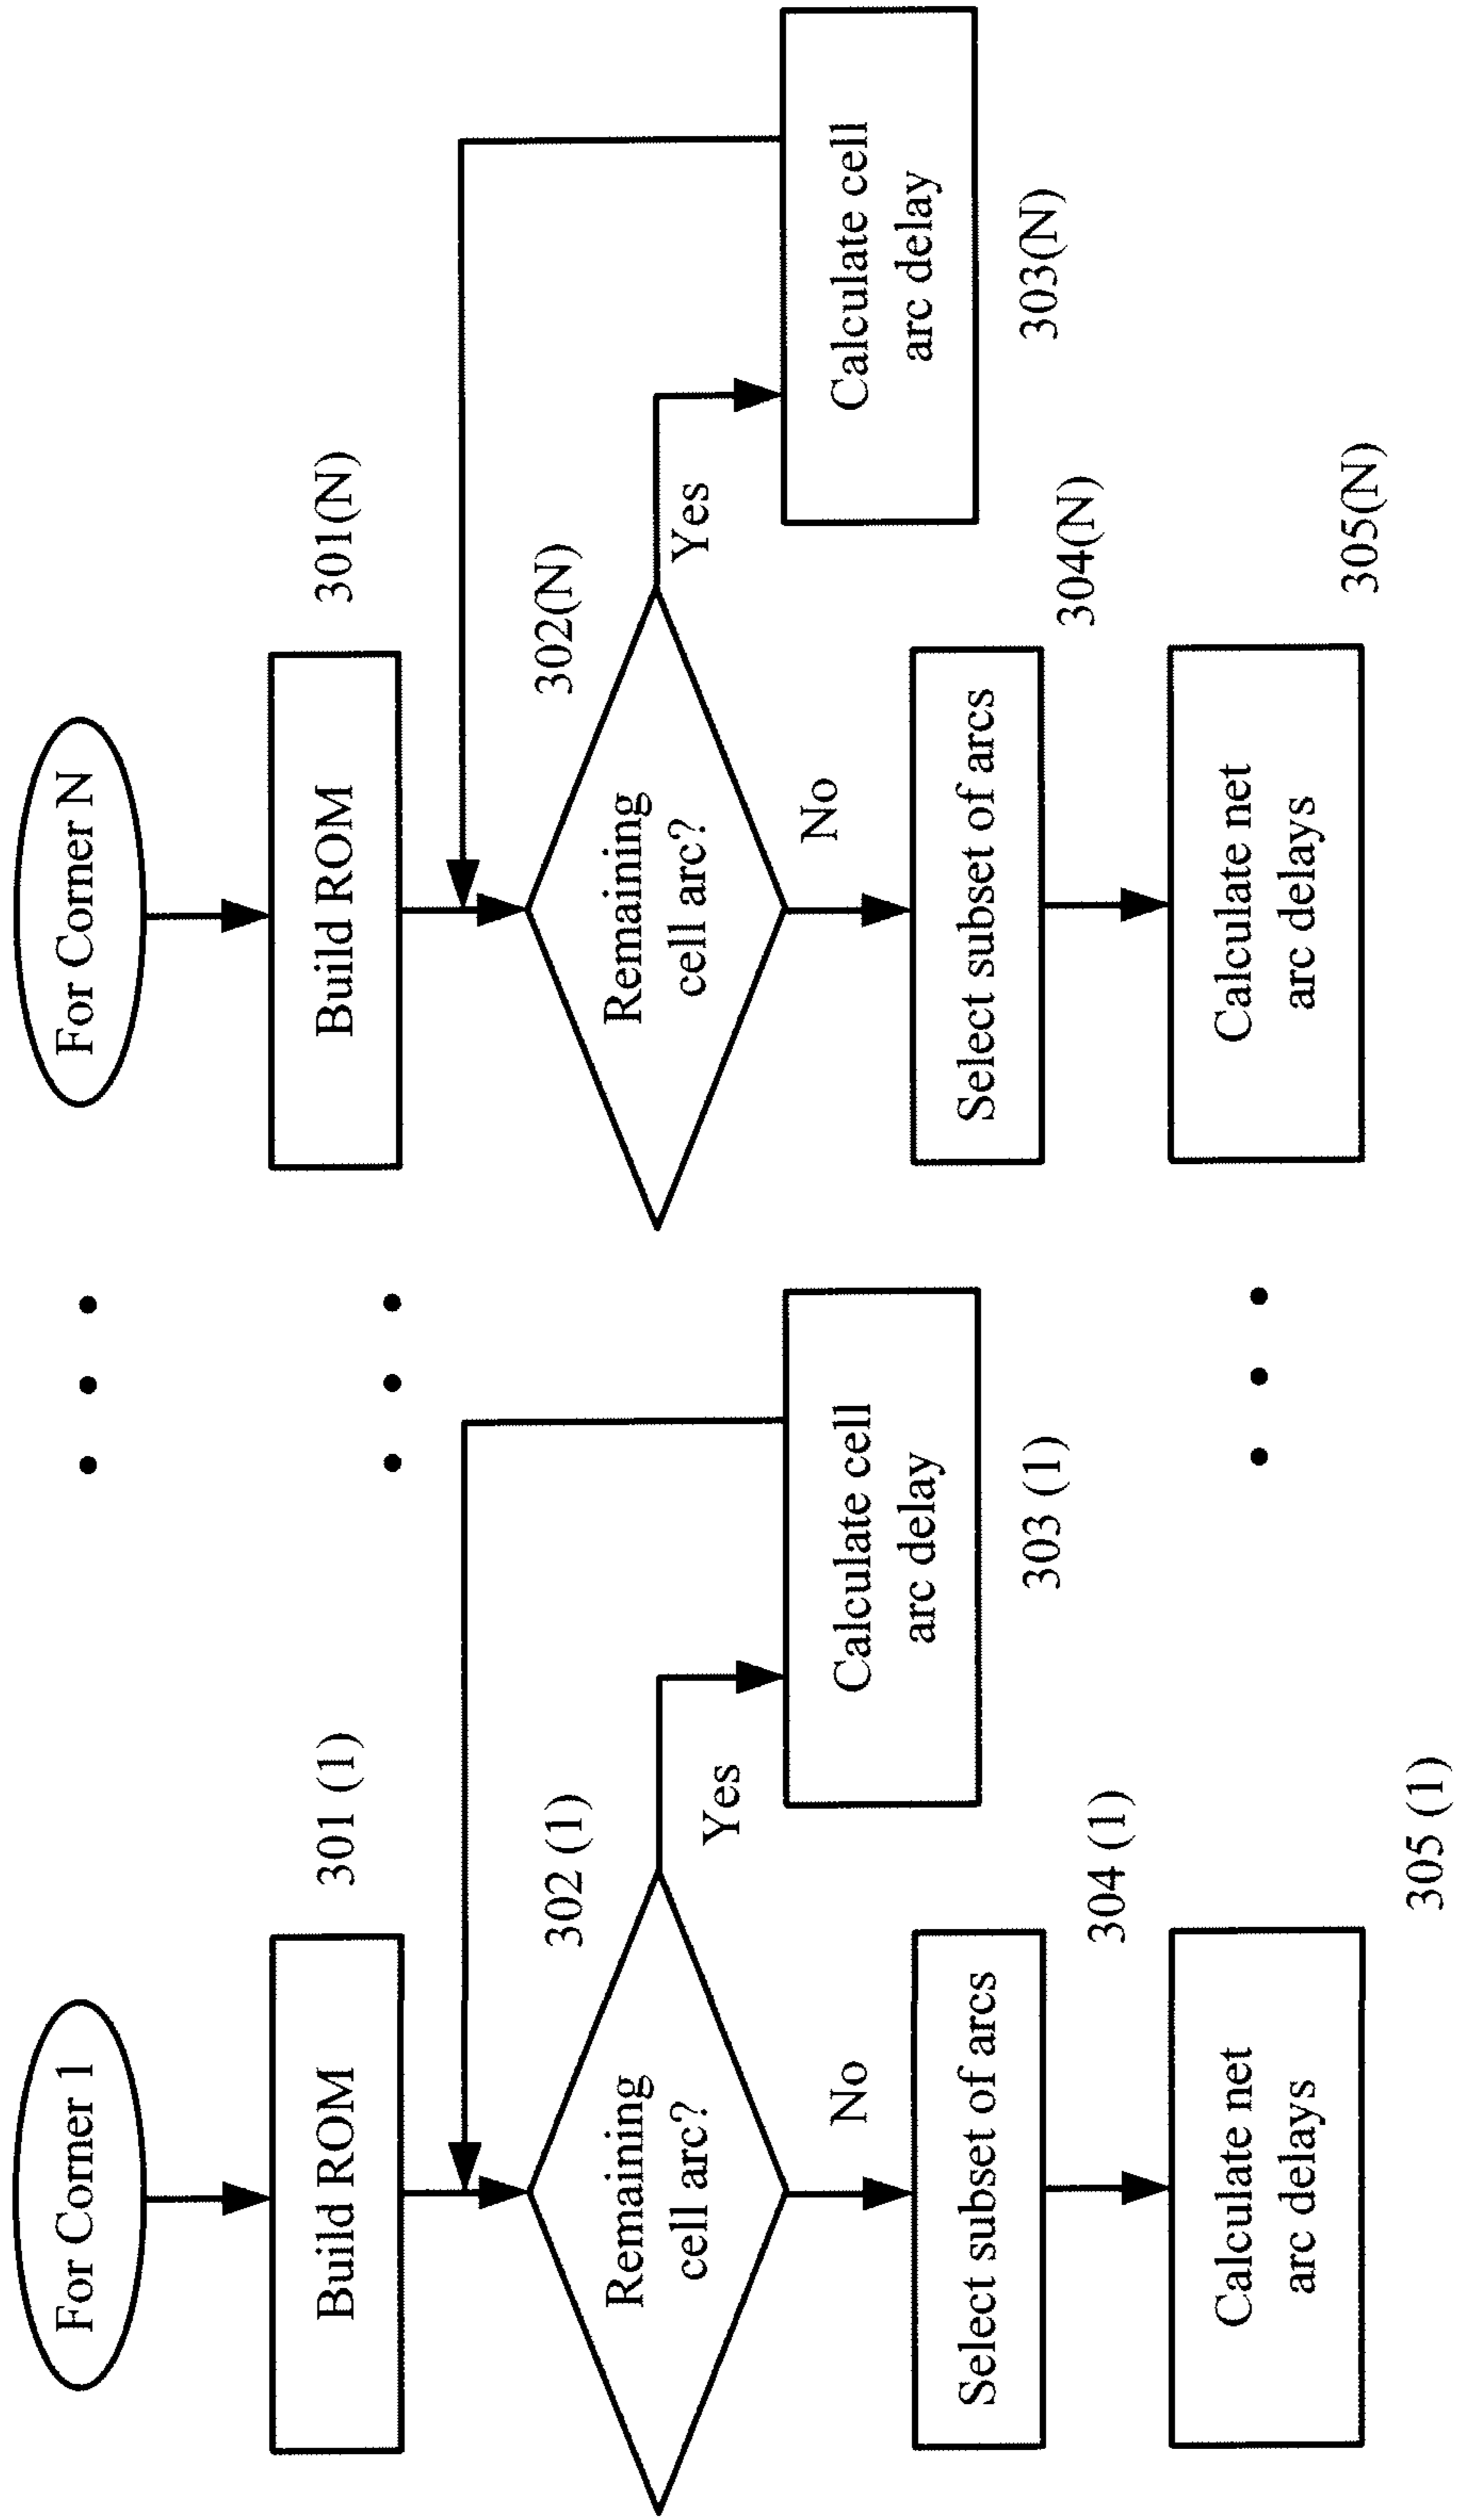 For Corner 1
Build ROM
301 (1)
Remaining
cell arc?
302 (1)
Yes
Calculate cell
arc delay
303 (1)
No
Select subset of arcs
304 (1)
Calculate net
arc delays
305 (1)
For Corner N
Build ROM
301(N)
Remaining
cell arc?
302(N)
Yes
Calculate cell
arc delay
303(N)
No
Select subset of arcs
304(N)
Calculate net
arc delays
305(N)